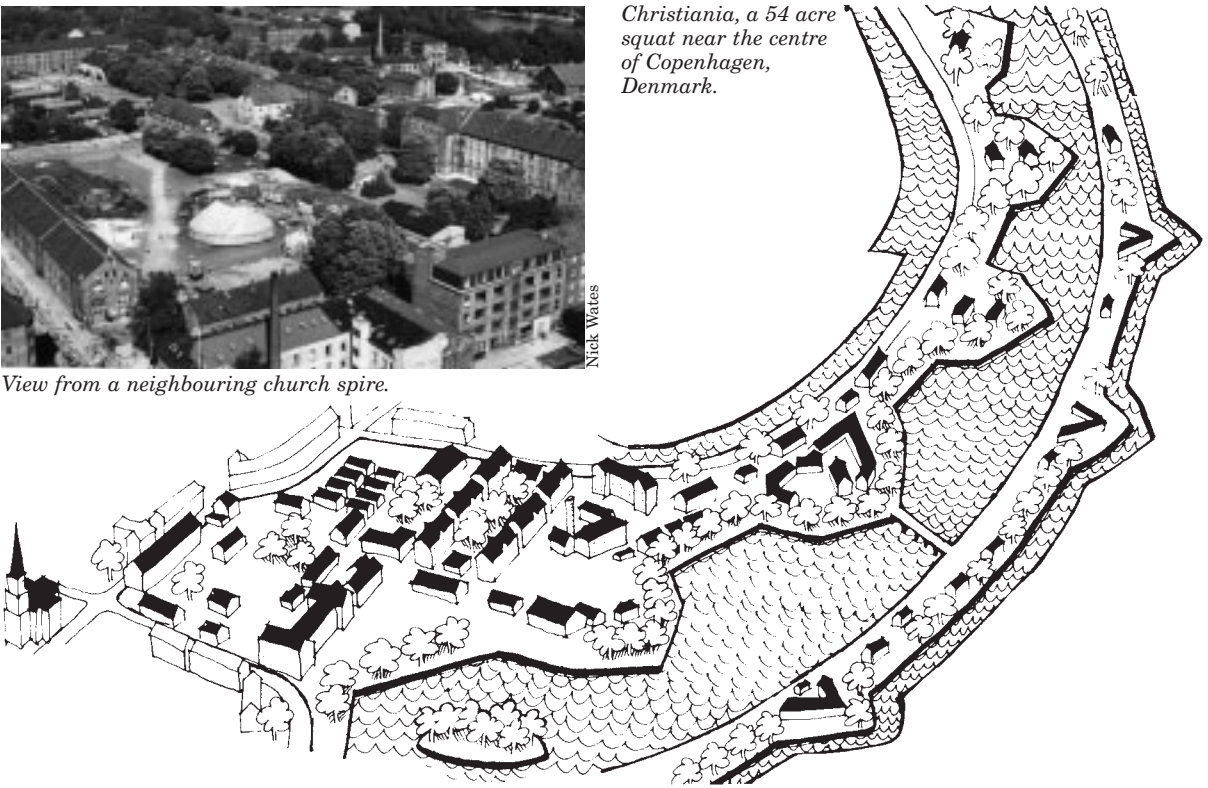 Christiania, a 54 acre
squat near the centre
of Copenhagen,
Denmark.
Nick Wates
View from a neighbouring church spire.